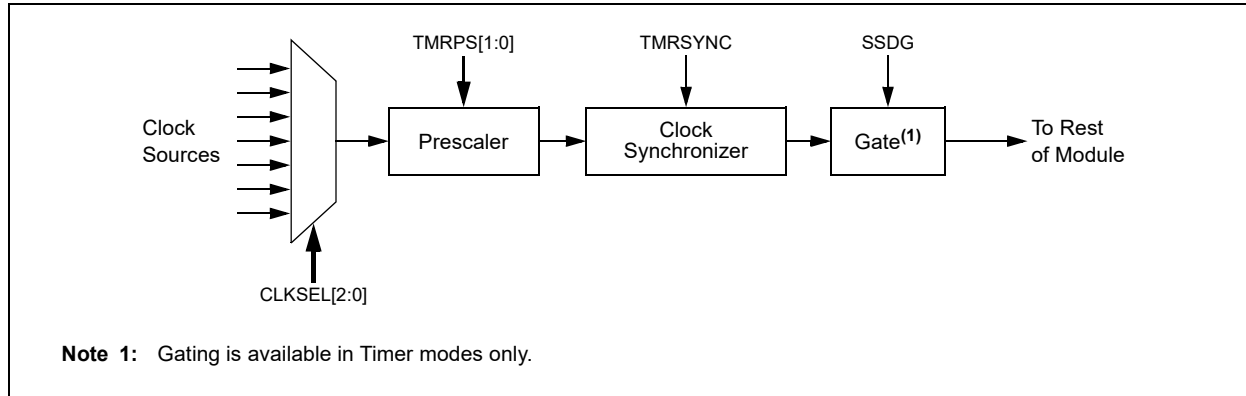 TMRPS[1:0]
TMRSYNC
SSDG
Clock
Sources
Prescaler
Clock
Synchronizer
Gate(1)
To Rest
of Module
CLKSEL[2:0]
Note 1: Gating is available in Timer modes only.